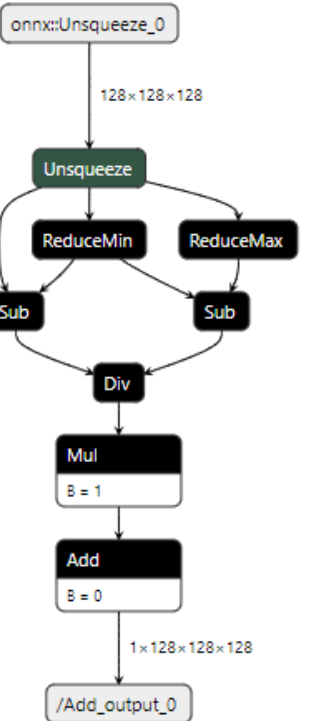 onnx::Unsqueeze_0
128×128×128
Unsqueeze
ReduceMin
ReduceMax
Sub
Sub
Div
Mul
B = 1
Add
B = 0
1×128×128×128
/Add_output_0